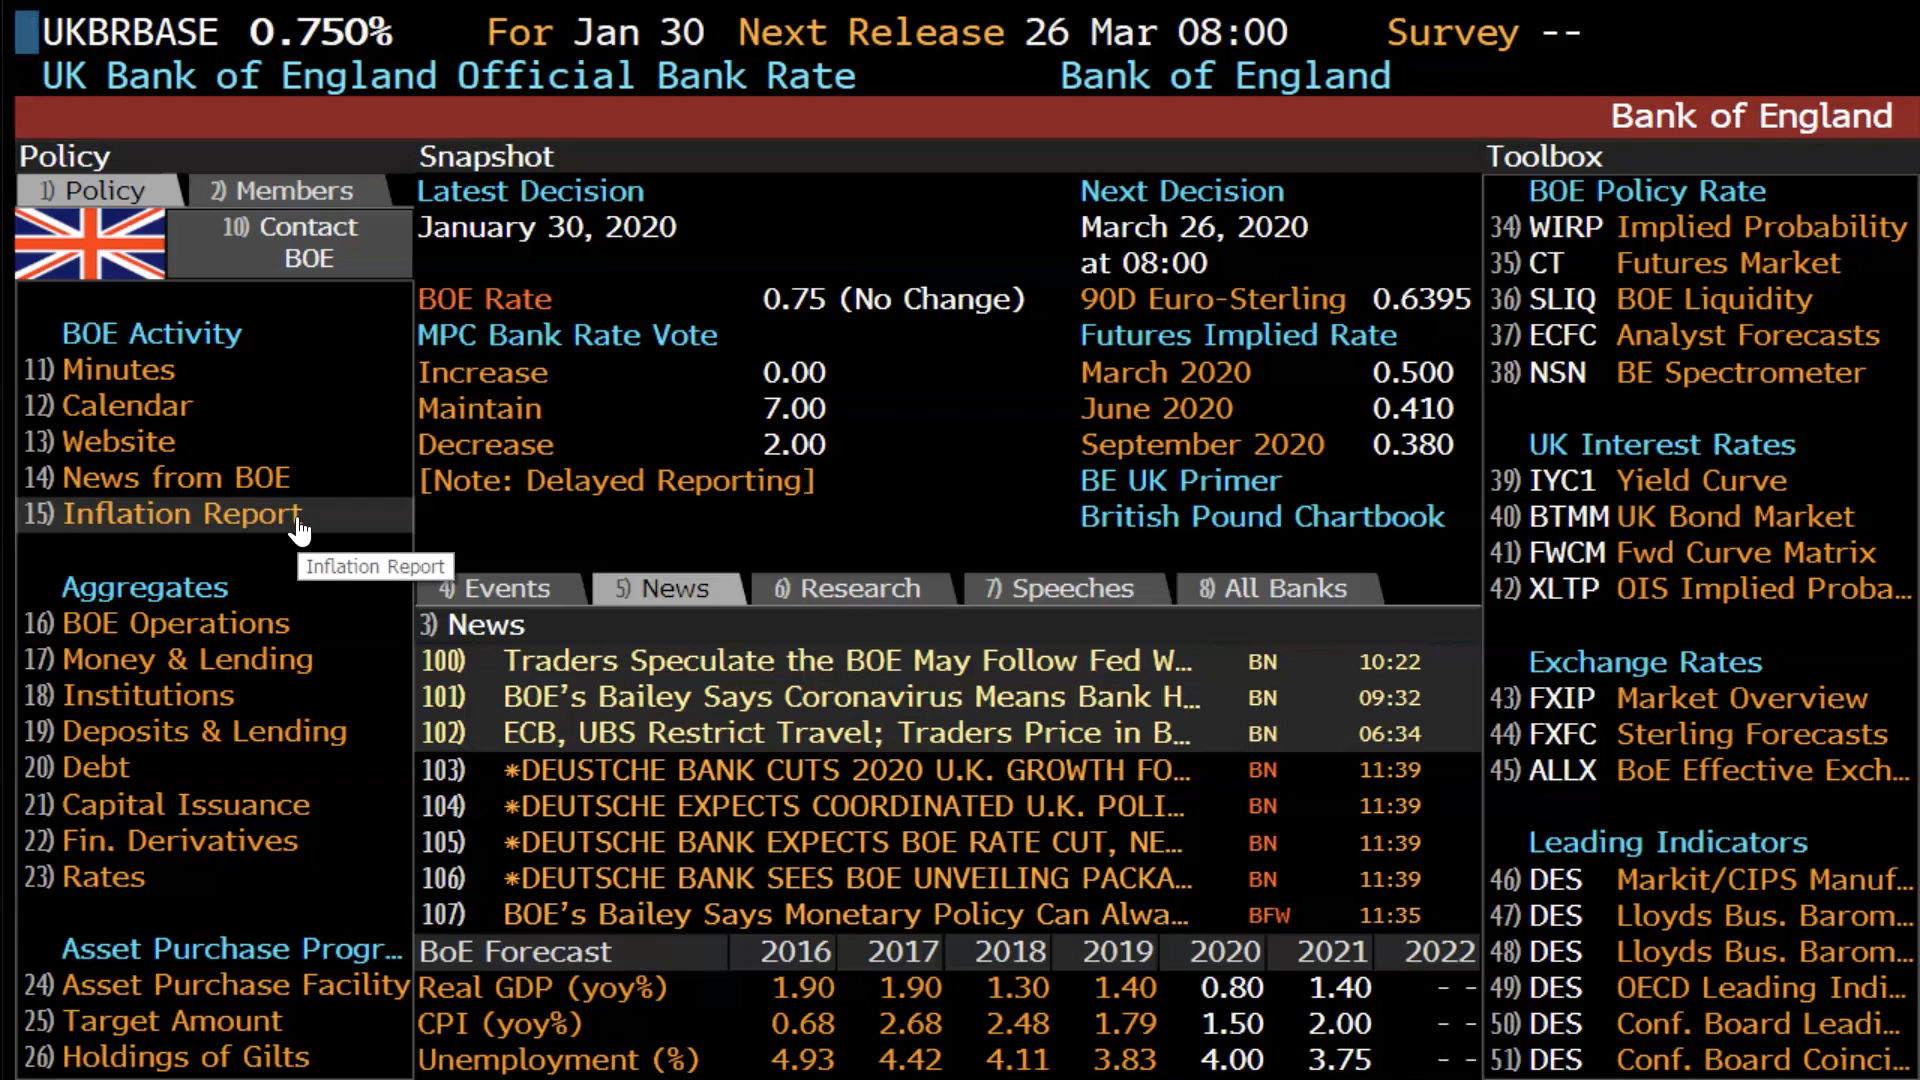 UKBRBASE 0.750% For Jan 30 Next Release 26 Mar 08:00 Survey --
UK Bank of England Official Bank Rate Bank of England
Bank of England
Policy
1) Policy 2) Members
10) Contact
BOE
BOE Activity
11) Minutes
12) Calendar
13) Website
14) News from BOE
15) Inflation Report
Inflation Report
Aggregates
16) BOE Operations
17) Money & Lending
18) Institutions
19) Deposits & Lending
20) Debt
21) Capital Issuance
22) Fin. Derivatives
23) Rates
Asset Purchase Progr...
24) Asset Purchase Facility
25) Target Amount
26) Holdings of Gilts
Snapshot
Latest Decision
January 30, 2020
BOE Rate 0.75 (No Change)
MPC Bank Rate Vote
Increase 0.00
Maintain 7.00
Decrease 2.00
[Note: Delayed Reporting]
Next Decision
March 26, 2020
at 08:00
90D Euro-Sterling 0.6395
Futures Implied Rate
March 2020 0.500
June 2020 0.410
September 2020 0.380
BE UK Primer
British Pound Chartbook
4) Events 5) News 6) Research 7) Speeches 8) All Banks
3) News
100) Traders Speculate the BOE May Follow Fed W... BN 10:22
101) BOE's Bailey Says Coronavirus Means Bank H... BN 09:32
102) ECB, UBS Restrict Travel; Traders Price in B... BN 06:34
103) *DEUSTCHE BANK CUTS 2020 U.K. GROWTH FO... BN 11:39
104) *DEUTSCHE EXPECTS COORDINATED U.K. POLI... BN 11:39
105) *DEUTSCHE BANK EXPECTS BOE RATE CUT, NE... BN 11:39
106) *DEUTSCHE BANK SEES BOE UNVEILING PACKA... BN 11:39
107) BOE's Bailey Says Monetary Policy Can Alwa... BFW 11:35
BoE Forecast 2016 2017 2018 2019 2020 2021 2022
Real GDP (yoy%) 1.90 1.90 1.30 1.40 0.80 1.40 - -
CPI (yoy%) 0.68 2.68 2.48 1.79 1.50 2.00 - -
Unemployment (%) 4.93 4.42 4.11 3.83 4.00 3.75 - -
Toolbox
BOE Policy Rate
34) WIRP Implied Probability
35) CT Futures Market
36) SLIQ BOE Liquidity
37) ECFC Analyst Forecasts
38) NSN BE Spectrometer
UK Interest Rates
39) IYC1 Yield Curve
40) BTMM UK Bond Market
41) FWCM Fwd Curve Matrix
42) XLTP OIS Implied Proba...
Exchange Rates
43) FXIP Market Overview
44) FXFC Sterling Forecasts
45) ALLX BoE Effective Exch...
Leading Indicators
46) DES Markit/CIPS Manuf...
47) DES Lloyds Bus. Barom...
48) DES Lloyds Bus. Barom...
49) DES OECD Leading Indi...
50) DES Conf. Board Leadi...
51) DES Conf. Board Coinci...